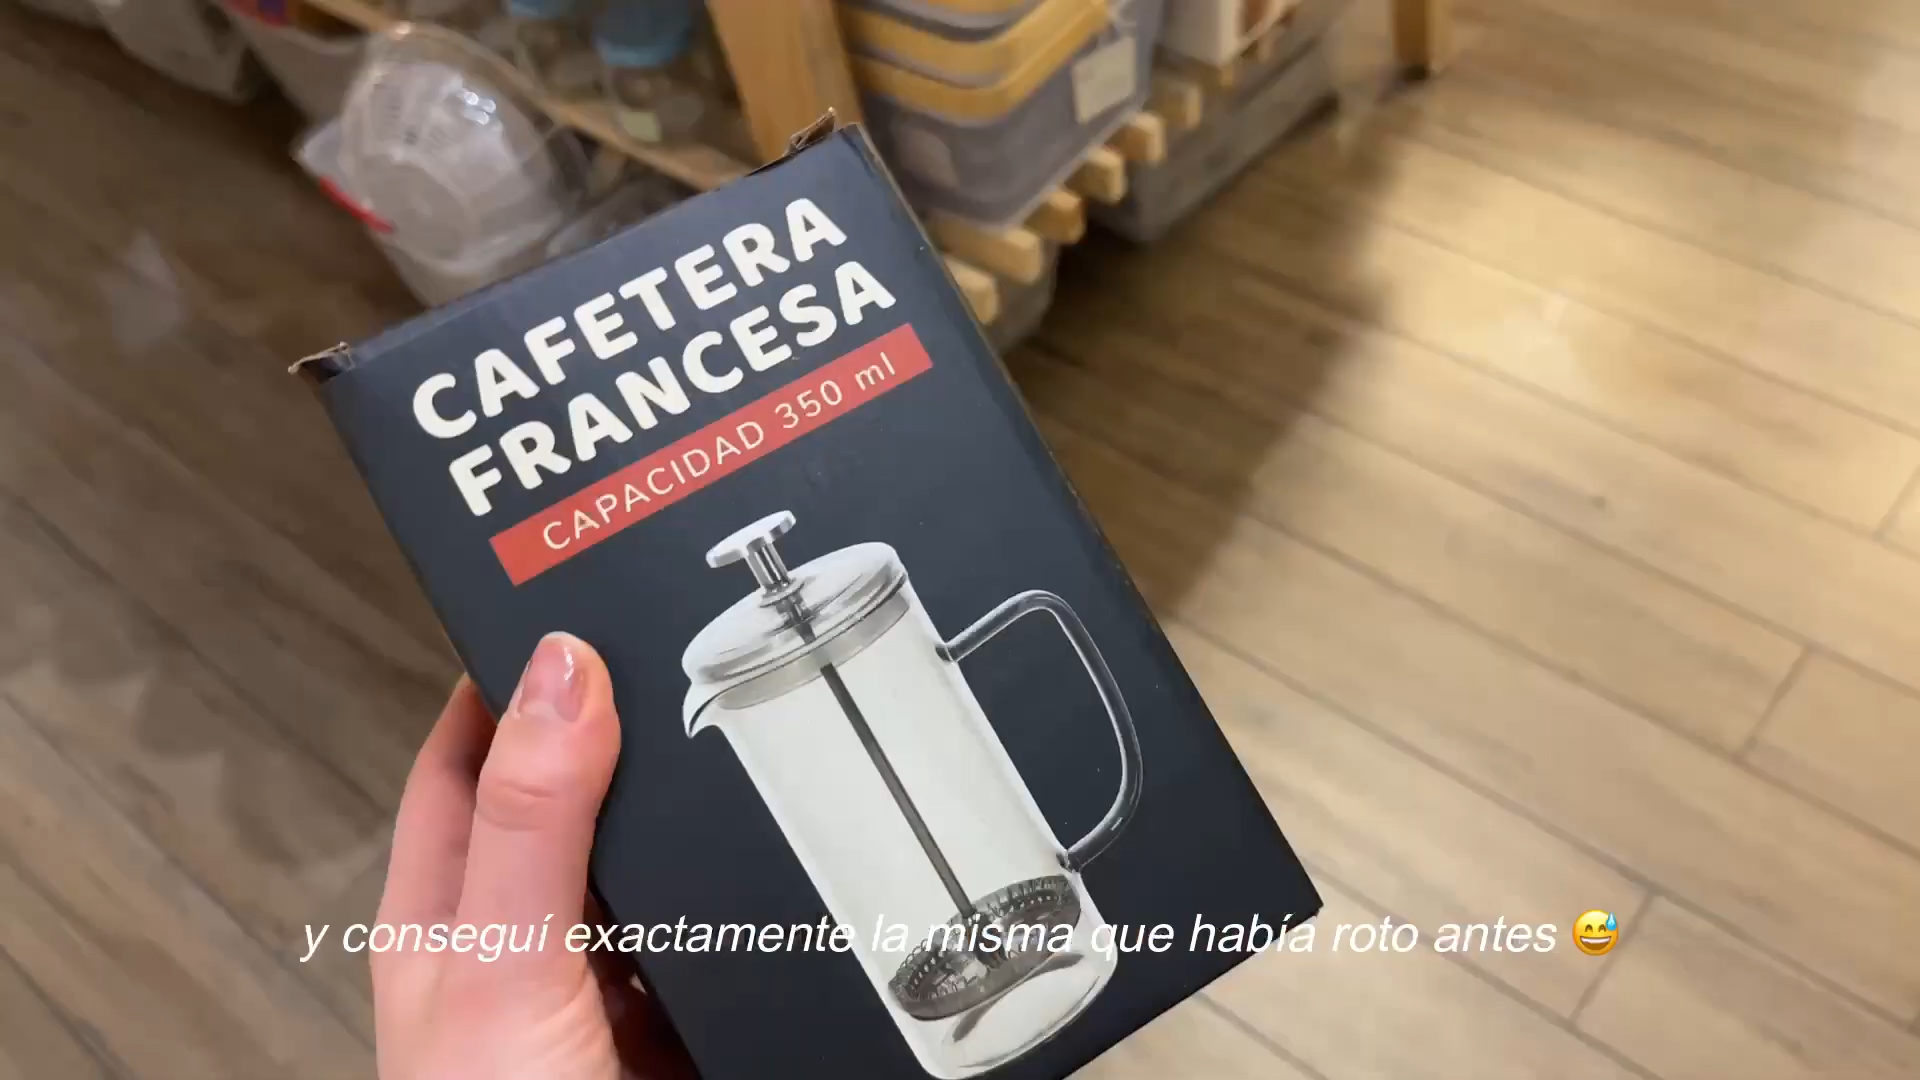 CAFETERA
FRANCESA
CAPACIDAD 350 ml
y conseguí exactamente la misma que había roto antes 😅